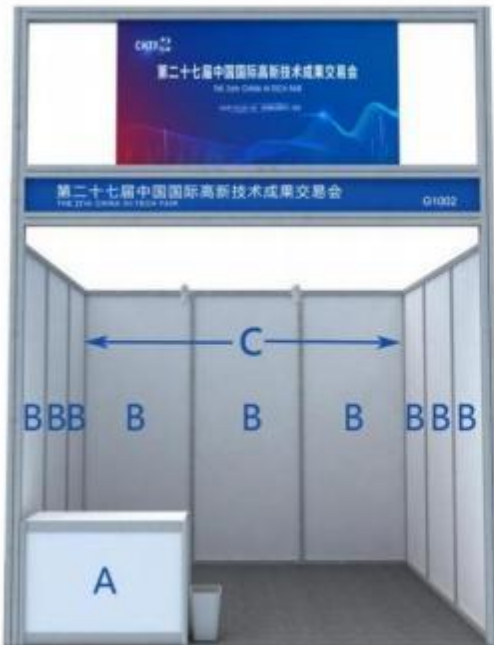 CHTF
第二十七届中国国际高新技术成果交易会
第二十七届中国国际高新技术成果交易会
THE 27th CHINA HI-TECH FAIR
G1002
C
B B B B B B B B B
A